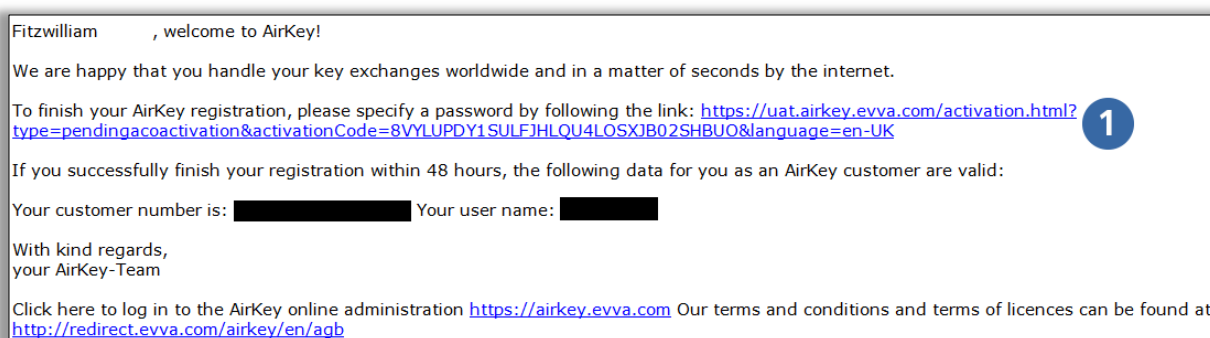 Fitzwilliam , welcome to AirKey!
We are happy that you handle your key exchanges worldwide and in a matter of seconds by the internet.
To finish your AirKey registration, please specify a password by following the link: https://uat.airkey.evva.com/activation.html?
type=pendingacoactivation&activationCode=8VYLUPDY1SULFJHLQU4LOSXJB02SHBUO&language=en-UK
1
If you successfully finish your registration within 48 hours, the following data for you as an AirKey customer are valid:
Your customer number is: Your user name:
With kind regards,
your AirKey-Team
Click here to log in to the AirKey online administration https://airkey.evva.com Our terms and conditions and terms of licences can be found at
http://redirect.evva.com/airkey/en/agb